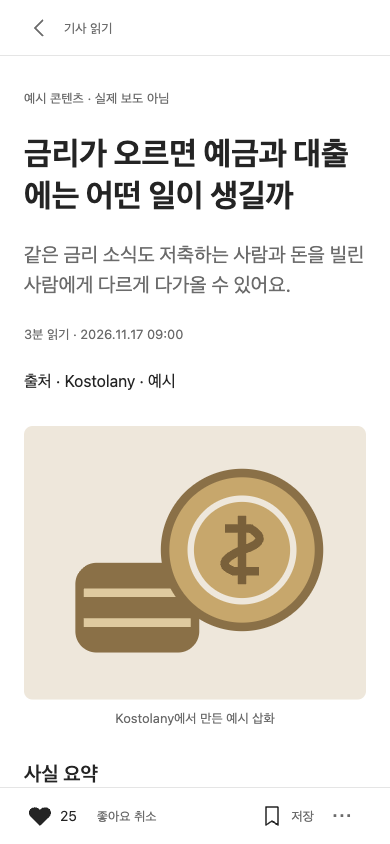 기사 읽기
예시 콘텐츠 · 실제 보도 아님
금리가 오르면 예금과 대출
에는 어떤 일이 생길까
같은 금리 소식도 저축하는 사람과 돈을 빌린
사람에게 다르게 다가올 수 있어요.
3분 읽기 · 2026.11.17 09:00
출처 · Kostolany · 예시
Kostolany에서 만든 예시 삽화
사실 요약
25 좋아요 취소 저장